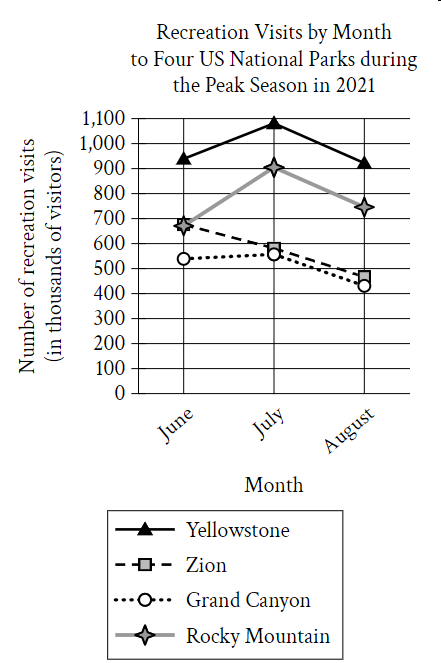 Recreation Visits by Month
to Four US National Parks during
the Peak Season in 2021
Number of recreation visits
(in thousands of visitors)
1,100
1,000
900
800
700
600
500
400
300
200
100
0
June
July
August
Month
Yellowstone
Zion
Grand Canyon
Rocky Mountain